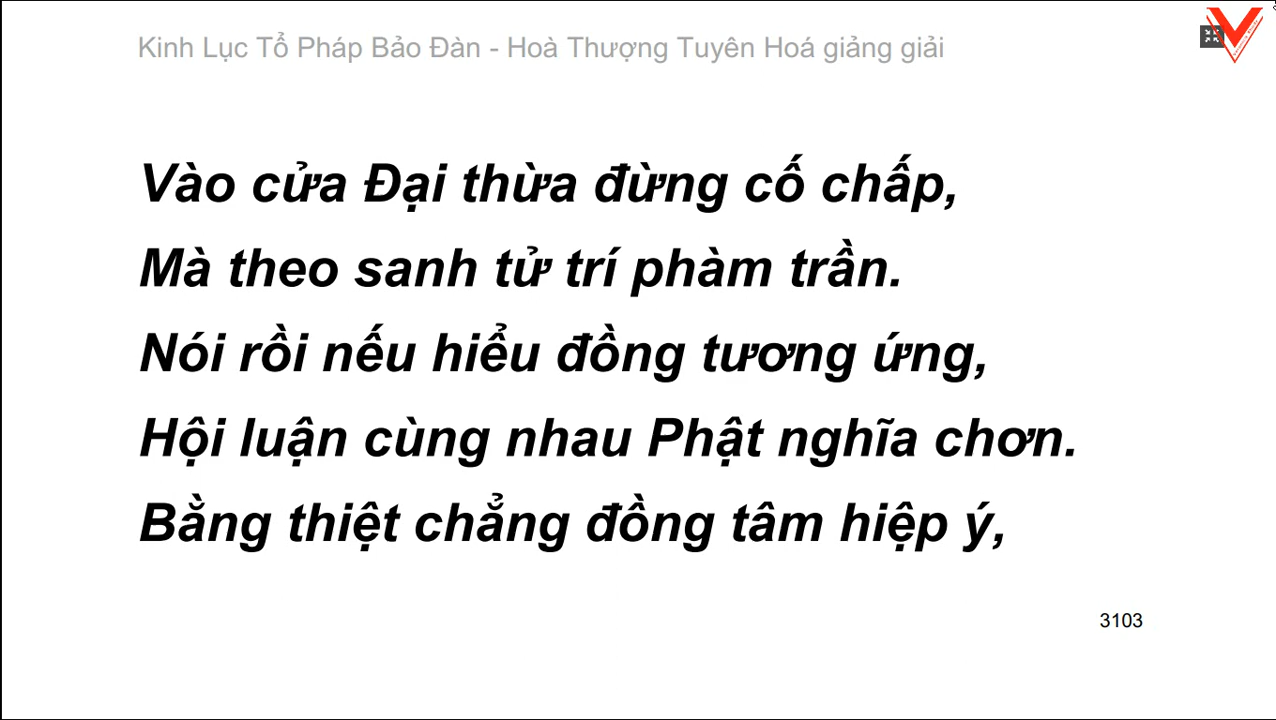 Kinh Lục Tổ Pháp Bảo Đàn - Hoà Thượng Tuyên Hoá giảng giải
Vào cửa Đại thừa đừng cố chấp,
Mà theo sanh tử trí phàm trần.
Nói rồi nếu hiểu đồng tương ứng,
Hội luận cùng nhau Phật nghĩa chơn.
Bằng thiệt chẳng đồng tâm hiệp ý,
3103